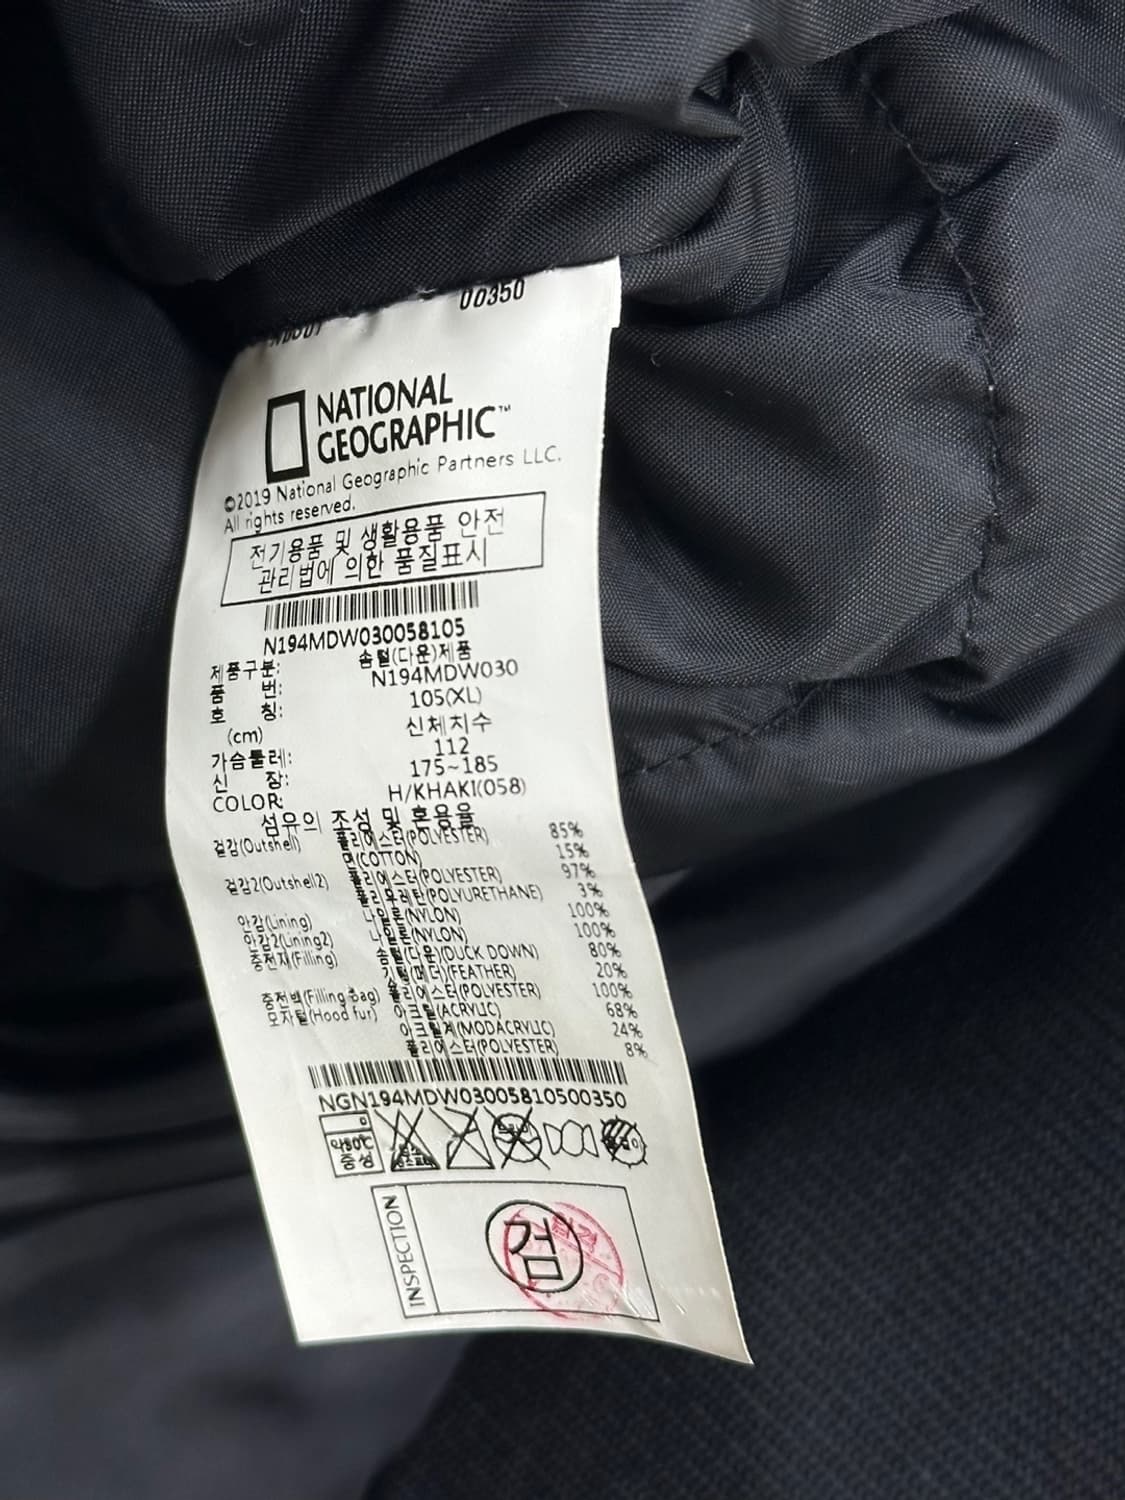 00350
NATIONAL
GEOGRAPHIC™
©2019 National Geographic Partners LLC.
All rights reserved.
전기용품 및 생활용품 안전
관리법에 의한 품질표시
N194MDW030058105
제품구분: 솜털(다운)제품
품 번: N194MDW030
호 칭: 105(XL)
(cm) 신체치수
가슴둘레: 112
신 장: 175~185
COLOR: H/KHAKI(058)
섬유의 조성 및 혼용율
겉감(Outshell) 폴리에스터(POLYESTER) 85%
면(COTTON) 15%
겉감2(Outshell2) 폴리에스터(POLYESTER) 97%
폴리우레탄(POLYURETHANE) 3%
안감(Lining) 나일론(NYLON) 100%
안감2(Lining2) 나일론(NYLON) 100%
충전재(Filling) 솜털(다운)(DUCK DOWN) 80%
깃털(페더)(FEATHER) 20%
충전백(Filling bag) 폴리에스터(POLYESTER) 100%
모자털(Hood fur) 아크릴(ACRYLIC) 68%
아크릴계(MODACRYLIC) 24%
폴리에스터(POLYESTER) 8%
NGN194MDW03005810500350
약30℃
중성
INSPECTION
검